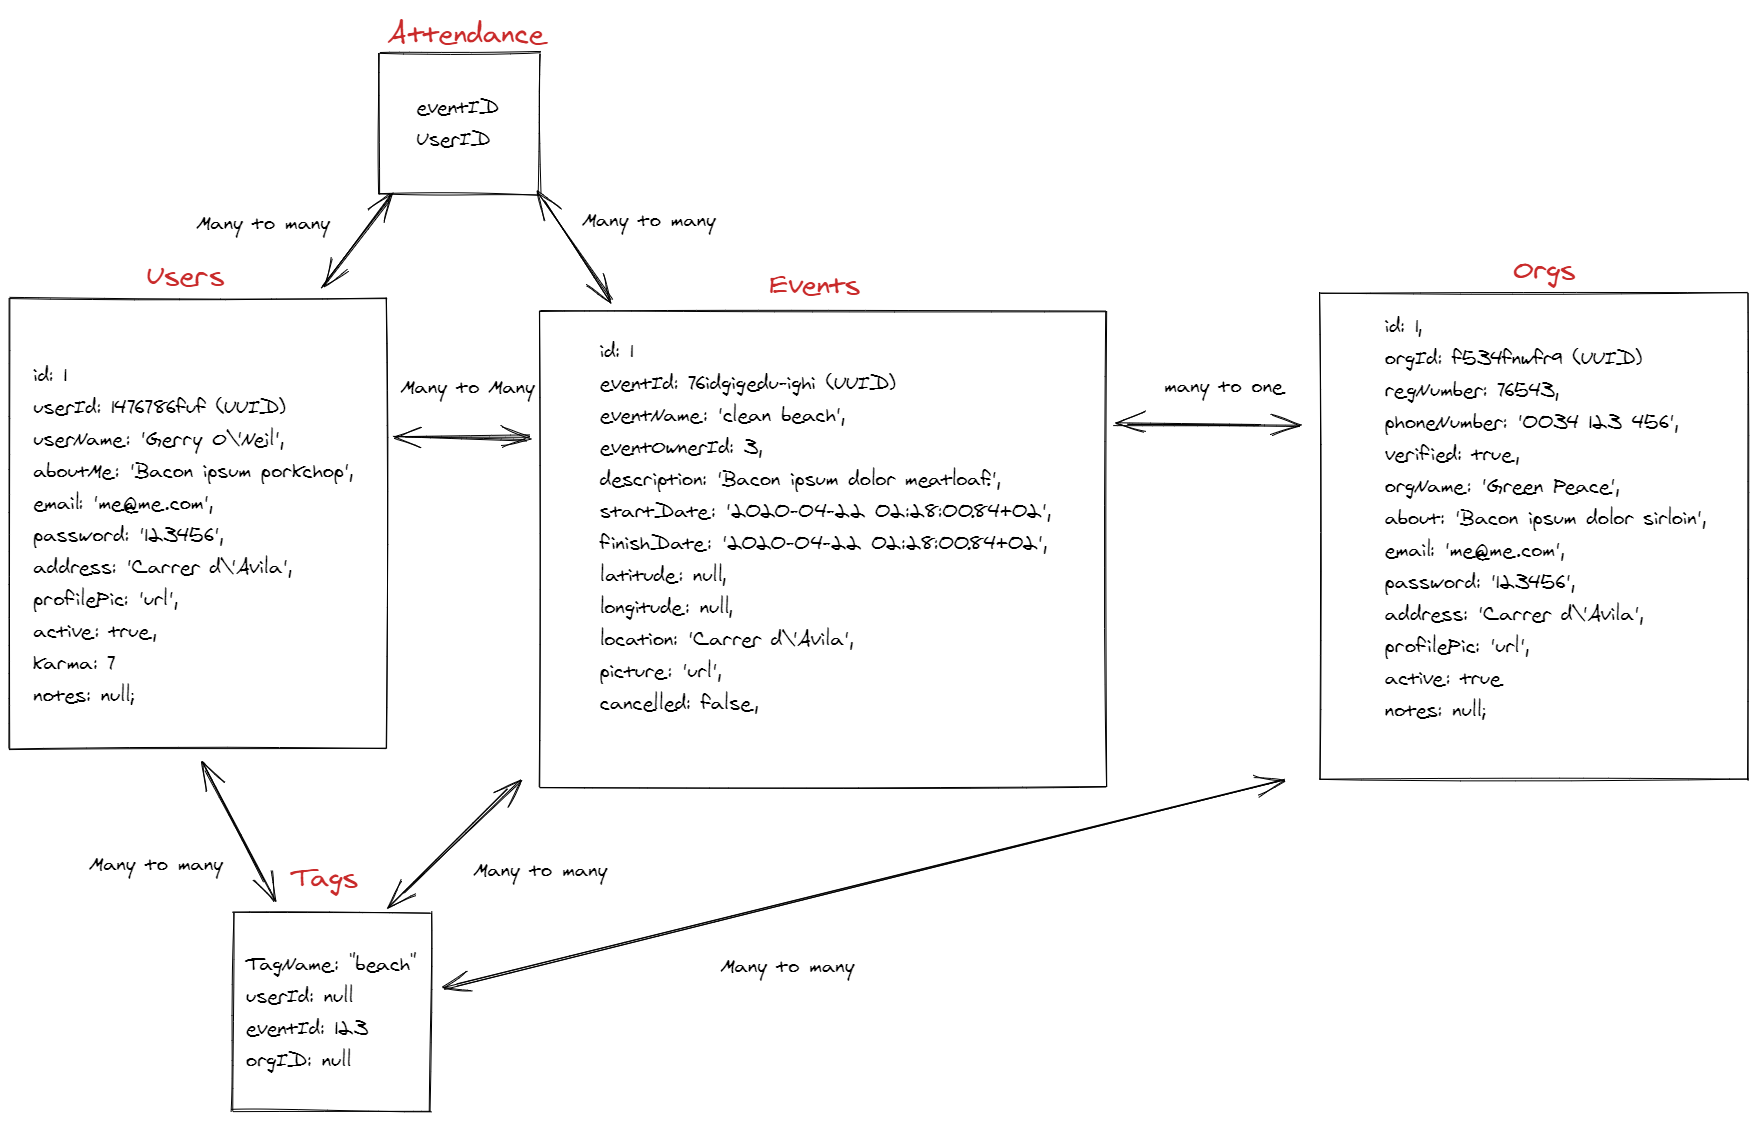 Attendance
eventID
UserID
Many to many
Many to many
Users
id: 1
userId: 1476786fuf (UUID)
userName: 'Gerry O\'Neil',
aboutMe: 'Bacon ipsum porkchop',
email: 'me@me.com',
password: '123456',
address: 'Carrer d\'Avila',
profilePic: 'url',
active: true,
karma: 7
notes: null;
Many to Many
Events
id: 1
eventId: 76idgigedu-ighi (UUID)
eventName: 'clean beach',
eventOwnerId: 3,
description: 'Bacon ipsum dolor meatloaf.',
startDate: '2020-04-22 02:28:00.84+02',
finishDate: '2020-04-22 02:28:00.84+02',
latitude: null,
longitude: null,
location: 'Carrer d\'Avila',
picture: 'url',
cancelled: false,
many to one
Orgs
id: 1,
orgId: f534fnwfr9 (UUID)
regNumber: 76543,
phoneNumber: '0034 123 456',
verified: true,
orgName: 'Green Peace',
about: 'Bacon ipsum dolor sirloin',
email: 'me@me.com',
password: '123456',
address: 'Carrer d\'Avila',
profilePic: 'url',
active: true
notes: null;
Many to many
Many to many
Many to many
Tags
TagName: "beach"
userId: null
eventId: 123
orgID: null